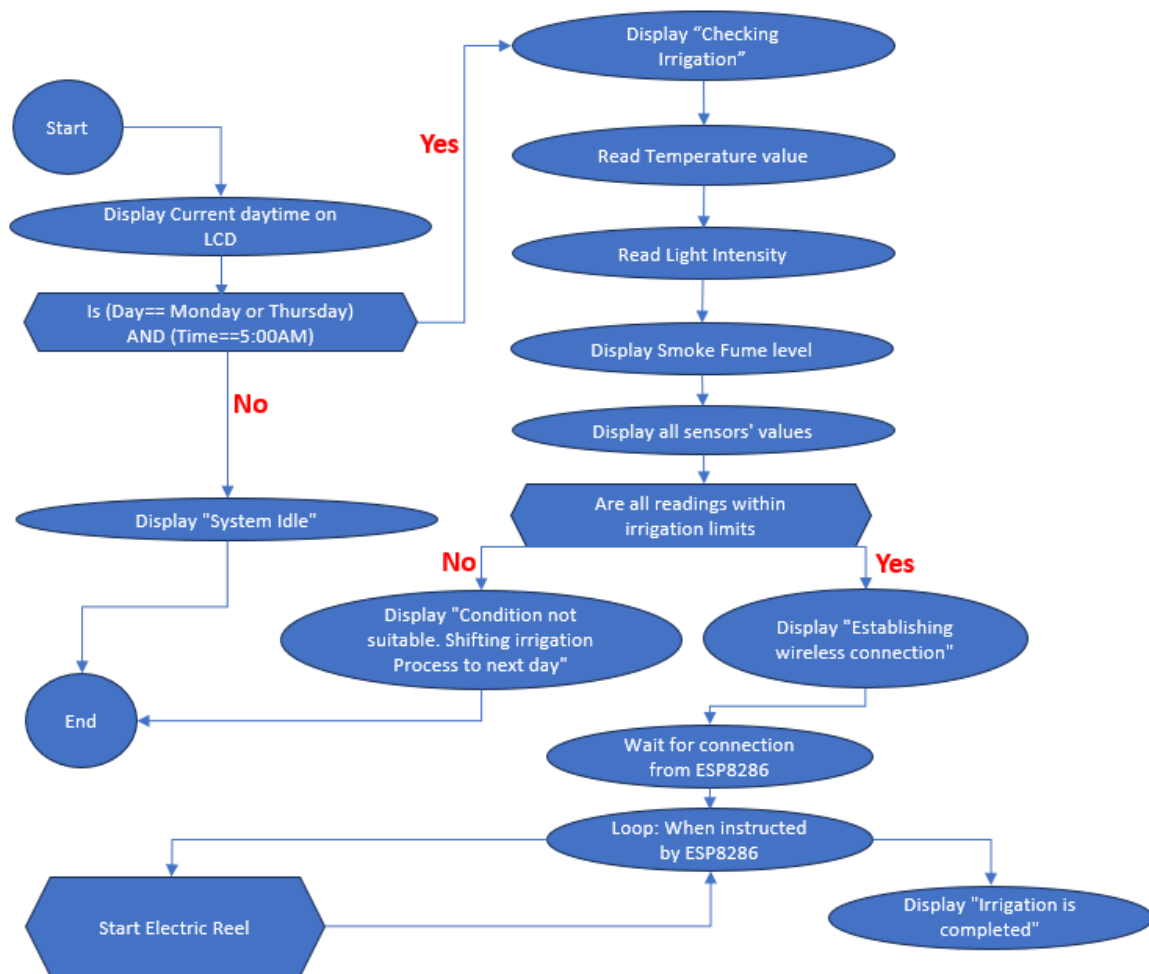 Start
Display Current daytime on
LCD
Is (Day== Monday or Thursday)
AND (Time==5:00AM)
Yes
No
Display "System Idle"
End
Display “Checking
Irrigation”
Read Temperature value
Read Light Intensity
Display Smoke Fume level
Display all sensors' values
Are all readings within
irrigation limits
No
Yes
Display "Condition not
suitable. Shifting irrigation
Process to next day"
Display "Establishing
wireless connection"
Wait for connection
from ESP8286
Loop: When instructed
by ESP8286
Start Electric Reel
Display "Irrigation is
completed"